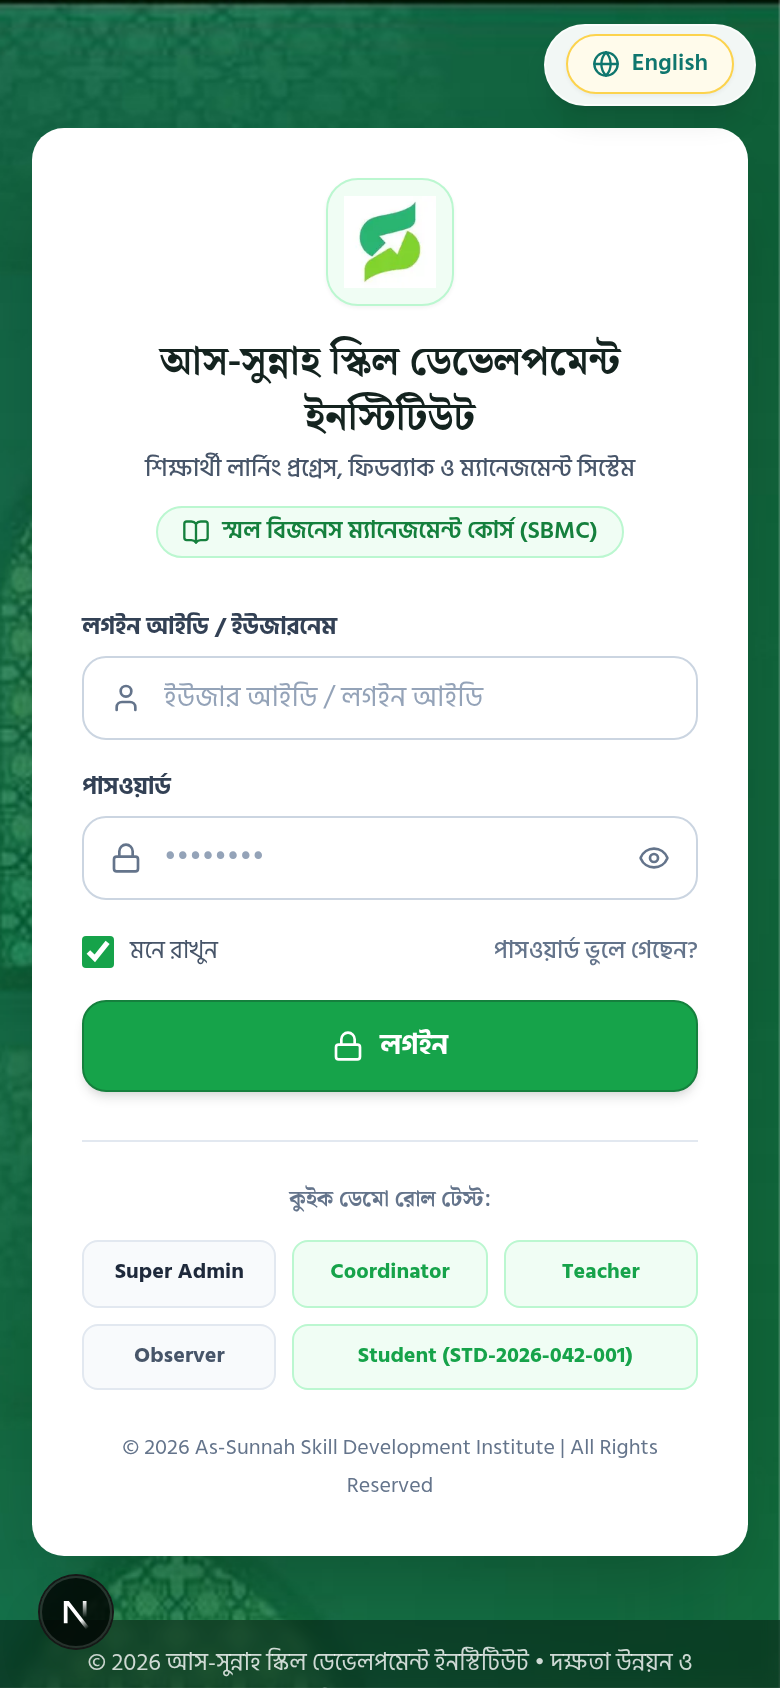 English
আস-সুন্নাহ স্কিল ডেভেলপমেন্ট
ইনস্টিটিউট
শিক্ষার্থী লার্নিং প্রগ্রেস, ফিডব্যাক ও ম্যানেজমেন্ট সিস্টেম
স্মল বিজনেস ম্যানেজমেন্ট কোর্স (SBMC)
লগইন আইডি / ইউজারনেম
ইউজার আইডি / লগইন আইডি
পাসওয়ার্ড
••••••••
মনে রাখুন
পাসওয়ার্ড ভুলে গেছেন?
লগইন
কুইক ডেমো রোল টেস্ট:
Super Admin
Coordinator
Teacher
Observer
Student (STD-2026-042-001)
© 2026 As-Sunnah Skill Development Institute | All Rights
Reserved
N
© 2026 আস-সুন্নাহ স্কিল ডেভেলপমেন্ট ইনস্টিটিউট • দক্ষতা উন্নয়ন ও